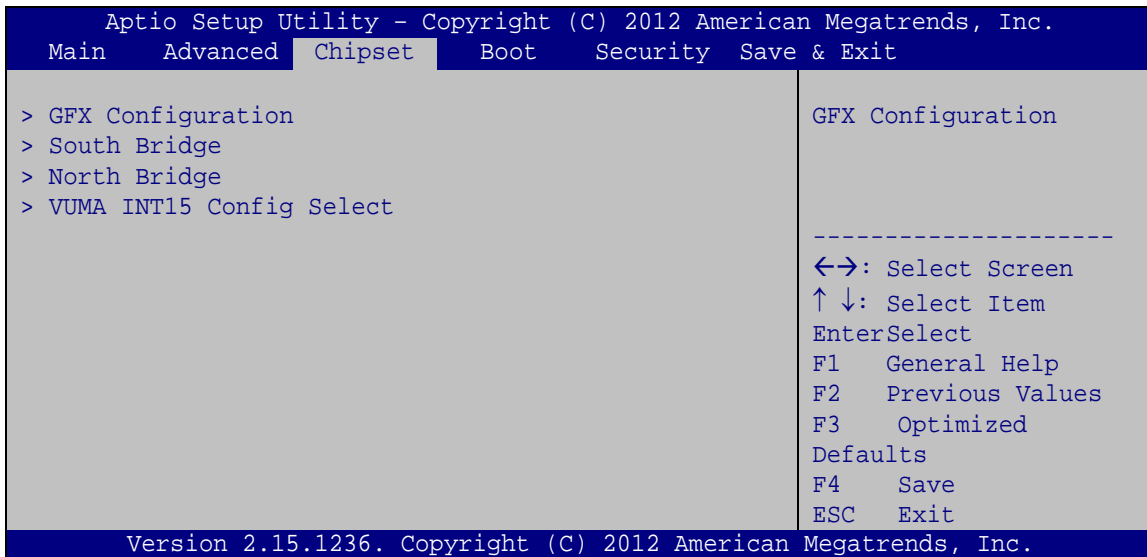 Aptio Setup Utility – Copyright (C) 2012 American Megatrends, Inc.
Main Advanced Chipset Boot Security Save & Exit
> GFX Configuration
> South Bridge
> North Bridge
> VUMA INT15 Config Select
GFX Configuration
---------------------
←→: Select Screen
↑ ↓: Select Item
EnterSelect
F1 General Help
F2 Previous Values
F3 Optimized
Defaults
F4 Save
ESC Exit
Version 2.15.1236. Copyright (C) 2012 American Megatrends, Inc.